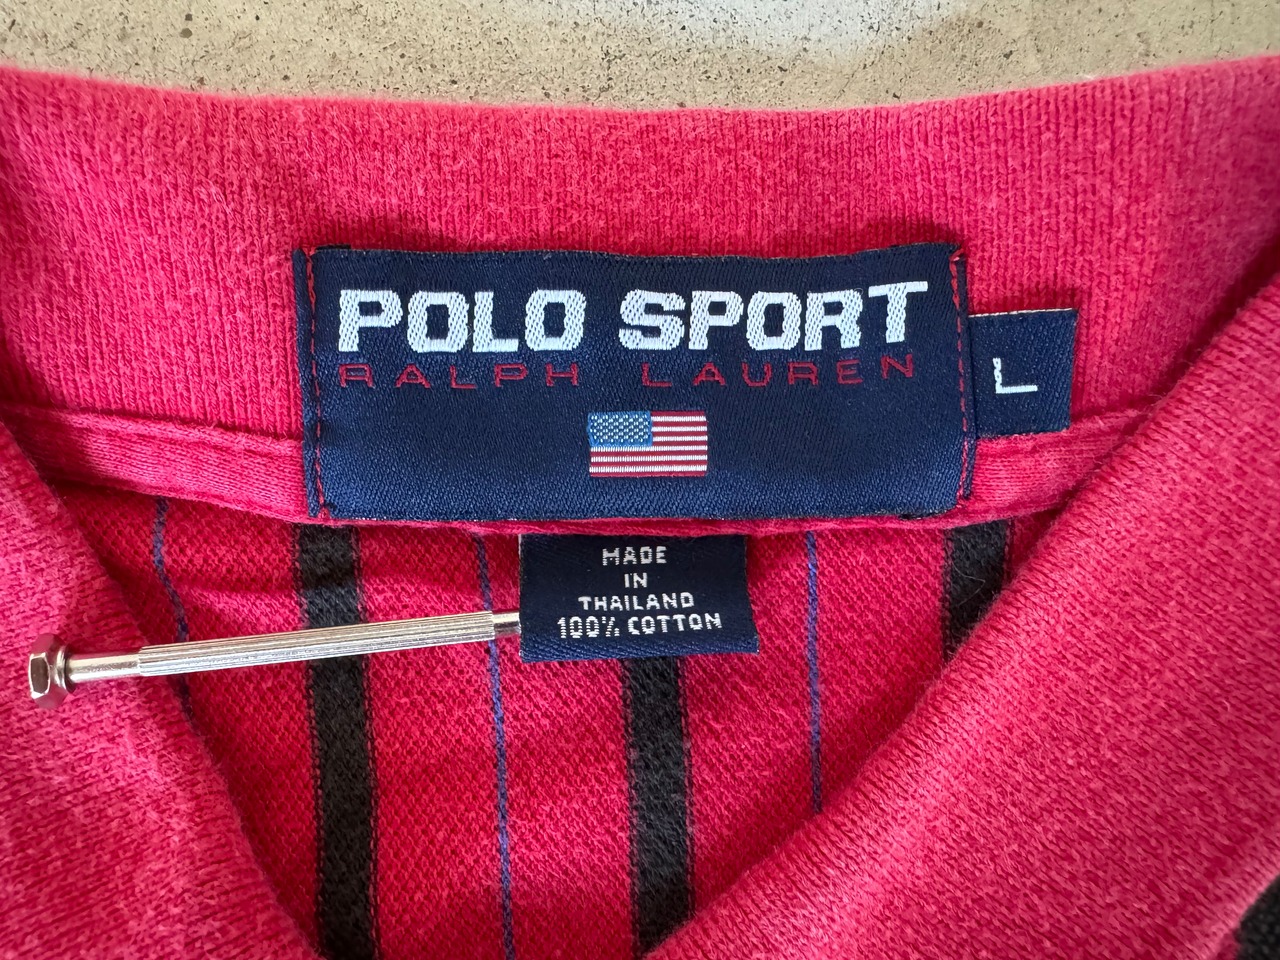 POLO SPORT
RALPH LAUREN
L
MADE
IN
THAILAND
100% COTTON